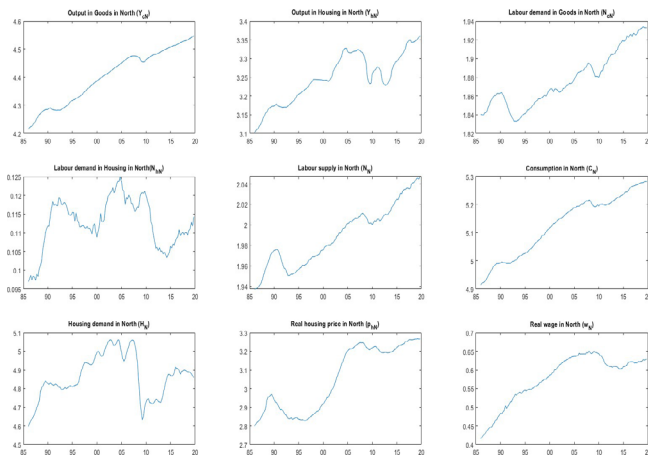 Output in Goods in North (Y_cN)
4.6
4.5
4.4
4.3
4.2
85 90 95 00 05 10 15 20
Output in Housing in North (Y_hN)
3.4
3.35
3.3
3.25
3.2
3.15
3.1
85 90 95 00 05 10 15 20
Labour demand in Goods in North (N_cN)
1.94
1.92
1.9
1.88
1.86
1.84
1.82
85 90 95 00 05 10 15 20
Labour demand in Housing in North(N_hN)
0.125
0.12
0.115
0.11
0.105
0.1
0.095
85 90 95 00 05 10 15 20
Labour supply in North (N_N)
2.04
2.02
2
1.98
1.96
1.94
85 90 95 00 05 10 15 20
Consumption in North (C_N)
5.3
5.2
5.1
5
4.9
85 90 95 00 05 10 15 20
Housing demand in North (H_N)
5.1
5
4.9
4.8
4.7
4.6
4.5
85 90 95 00 05 10 15 20
Real housing price in North (p_hN)
3.4
3.2
3
2.8
2.6
85 90 95 00 05 10 15 20
Real wage in North (w_N)
0.7
0.6
0.5
0.4
85 90 95 00 05 10 15 20